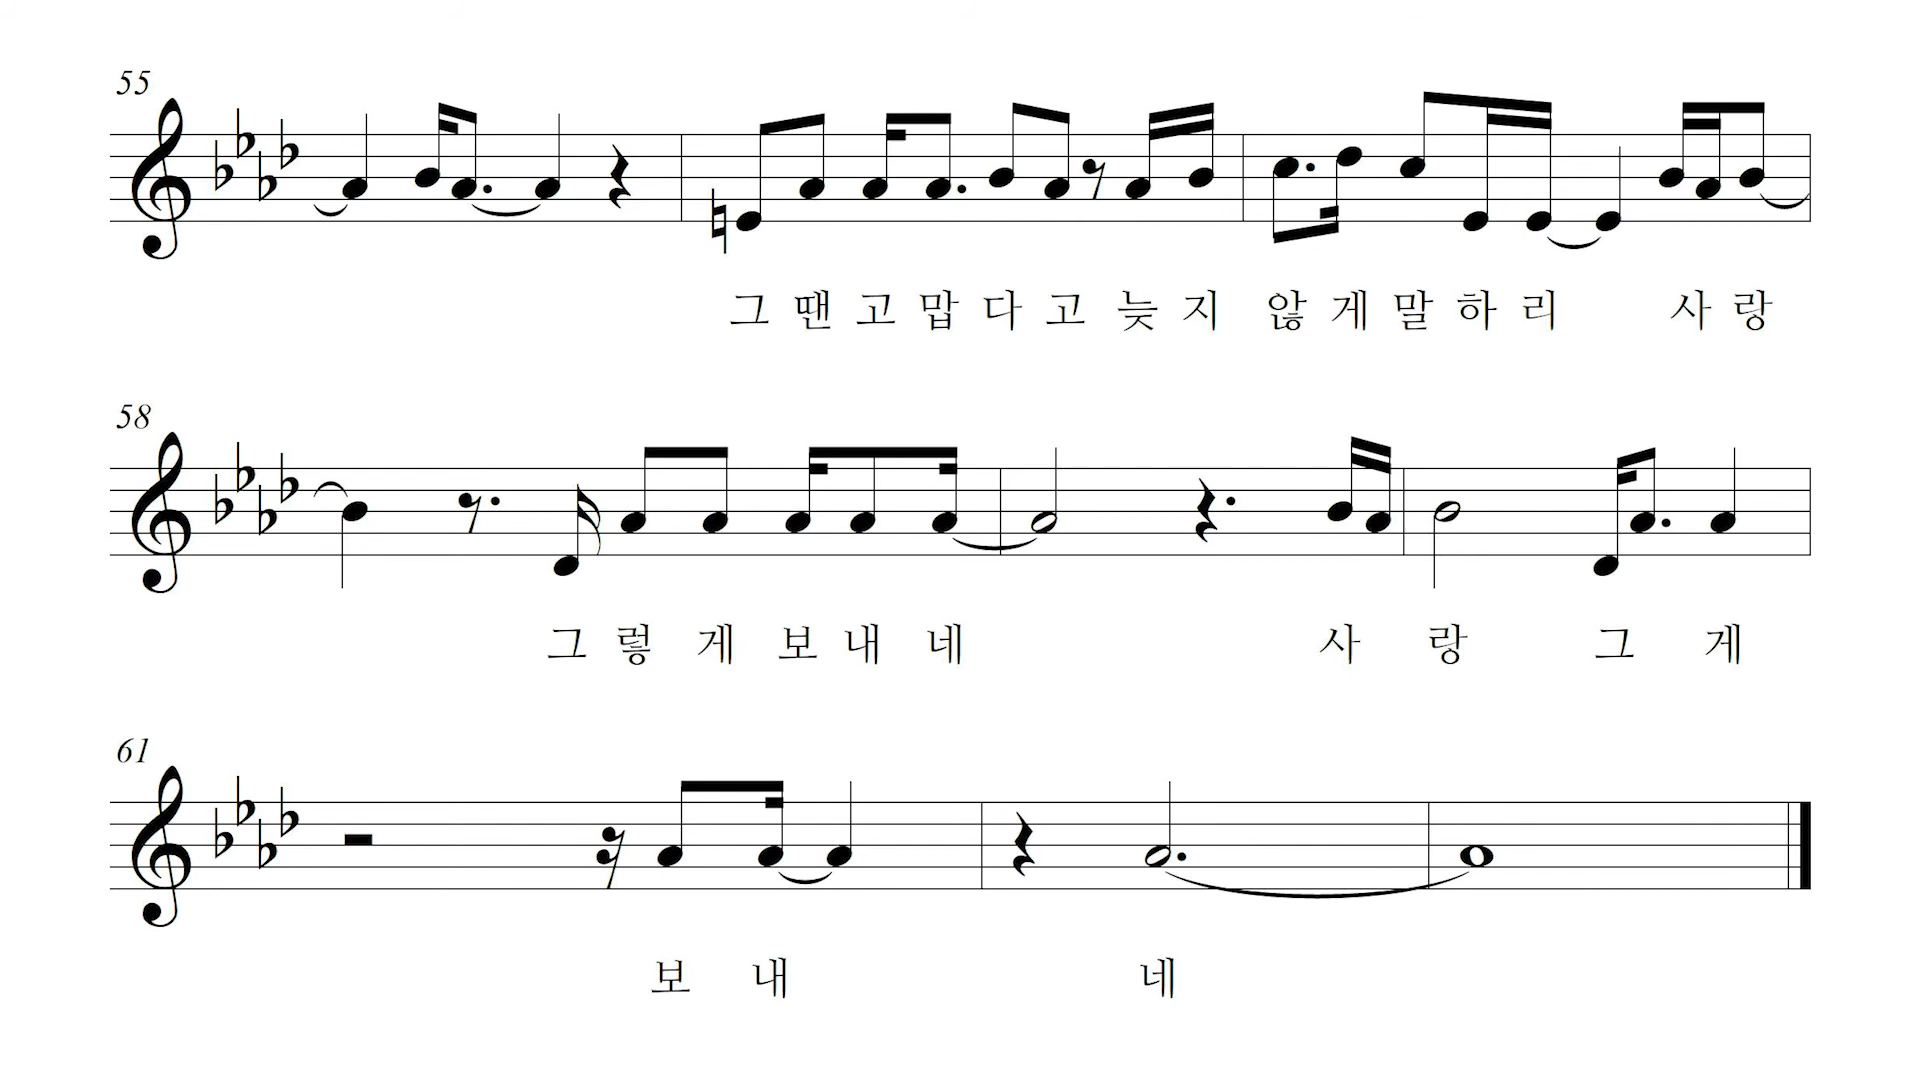 55
그 땐 고 맙 다 고 늦 지 않 게 말 하 리 사 랑
58
그 렇 게 보 내 네 사 랑 그 게
61
보 내 네